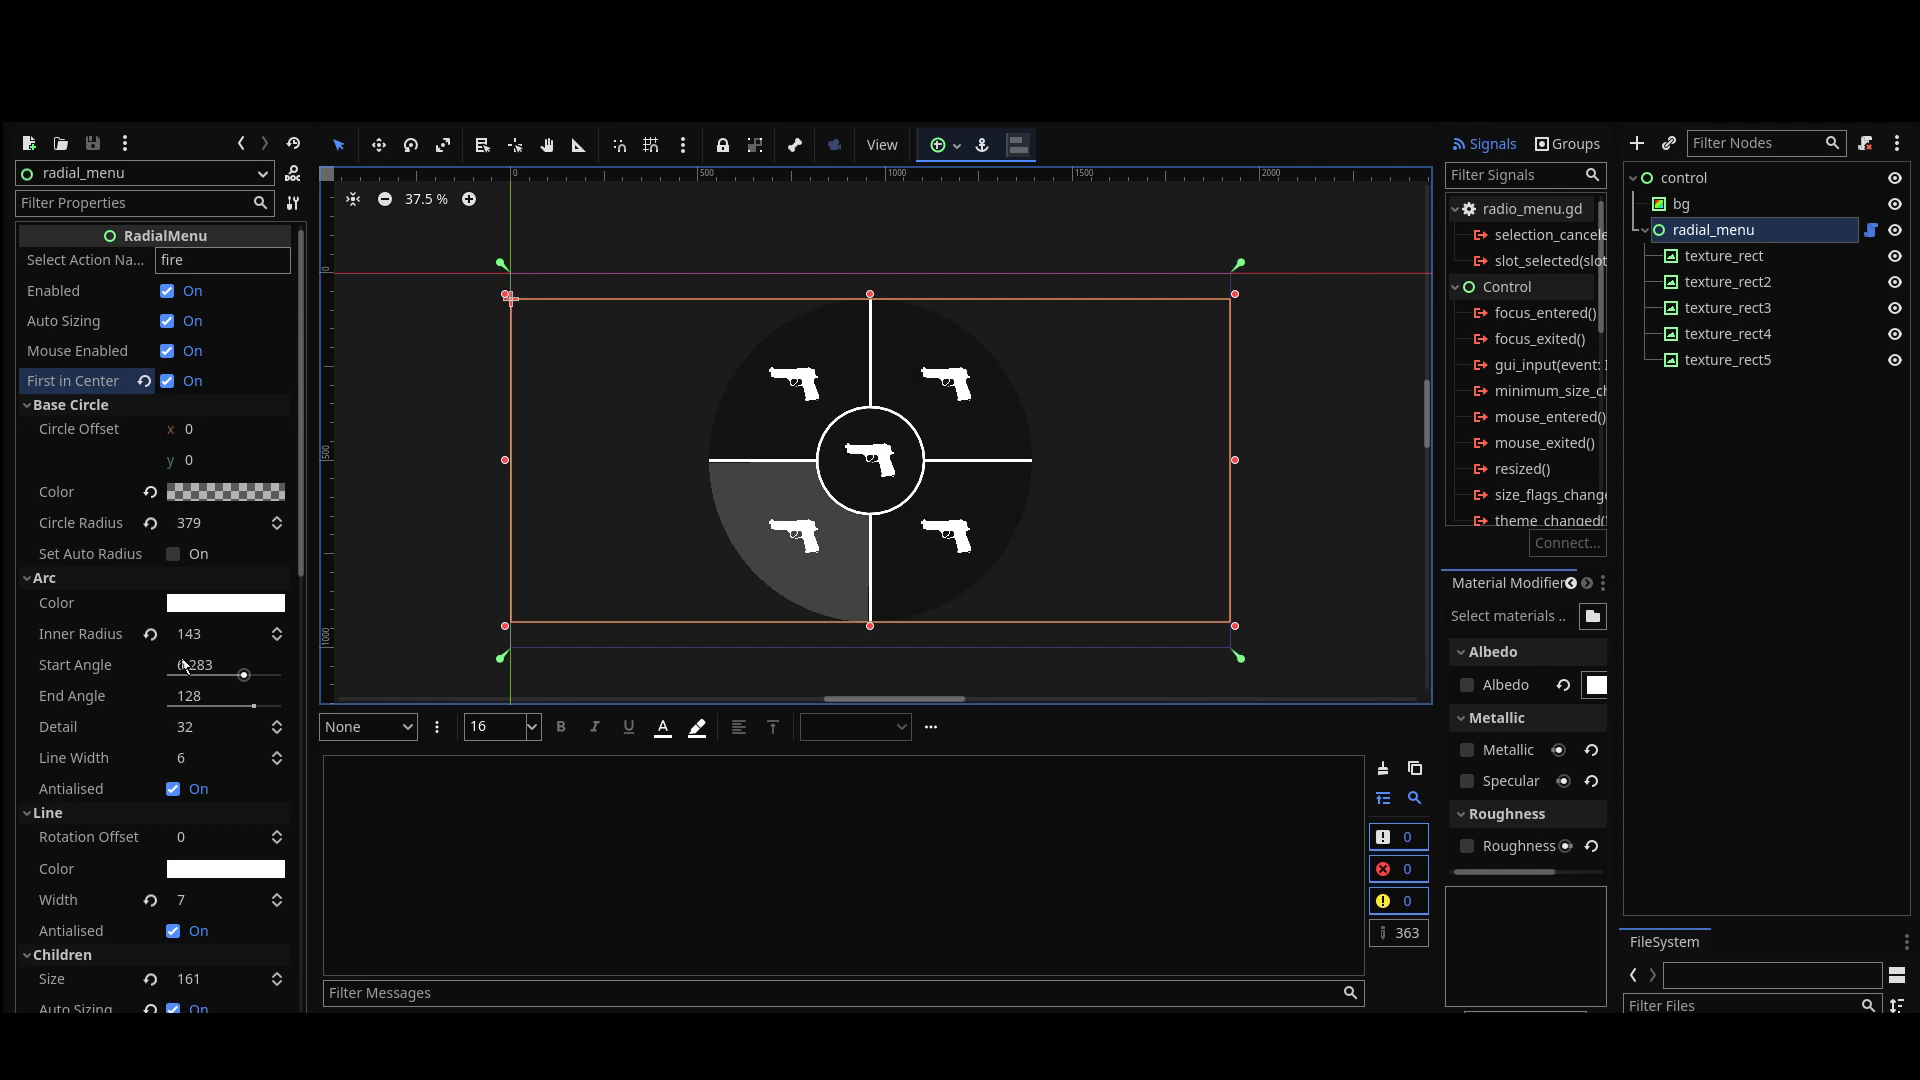 radial_menu
Filter Properties
RadialMenu
Select Action Na... fire
Enabled On
Auto Sizing On
Mouse Enabled On
First in Center On
Base Circle
Circle Offset x 0
y 0
Color
Circle Radius 379
Set Auto Radius On
Arc
Color
Inner Radius 143
Start Angle 6.283
End Angle 128
Detail 32
Line Width 6
Antialised On
Line
Rotation Offset 0
Color
Width 7
Antialised On
Children
Size 161
Auto Sizing On
View
0 500 1000 1500 2000
37.5 %
0
500
1000
None 16 B I U A
Filter Messages
0
0
0
363
Signals Groups
Filter Signals
radio_menu.gd
selection_cancele
slot_selected(slot
Control
focus_entered()
focus_exited()
gui_input(event: I
minimum_size_ch
mouse_entered()
mouse_exited()
resized()
size_flags_change
theme_changed()
Connect...
Material Modifier
Select materials ..
Albedo
Albedo
Metallic
Metallic
Specular
Roughness
Roughness
Filter Nodes
control
bg
radial_menu
texture_rect
texture_rect2
texture_rect3
texture_rect4
texture_rect5
FileSystem
Filter Files